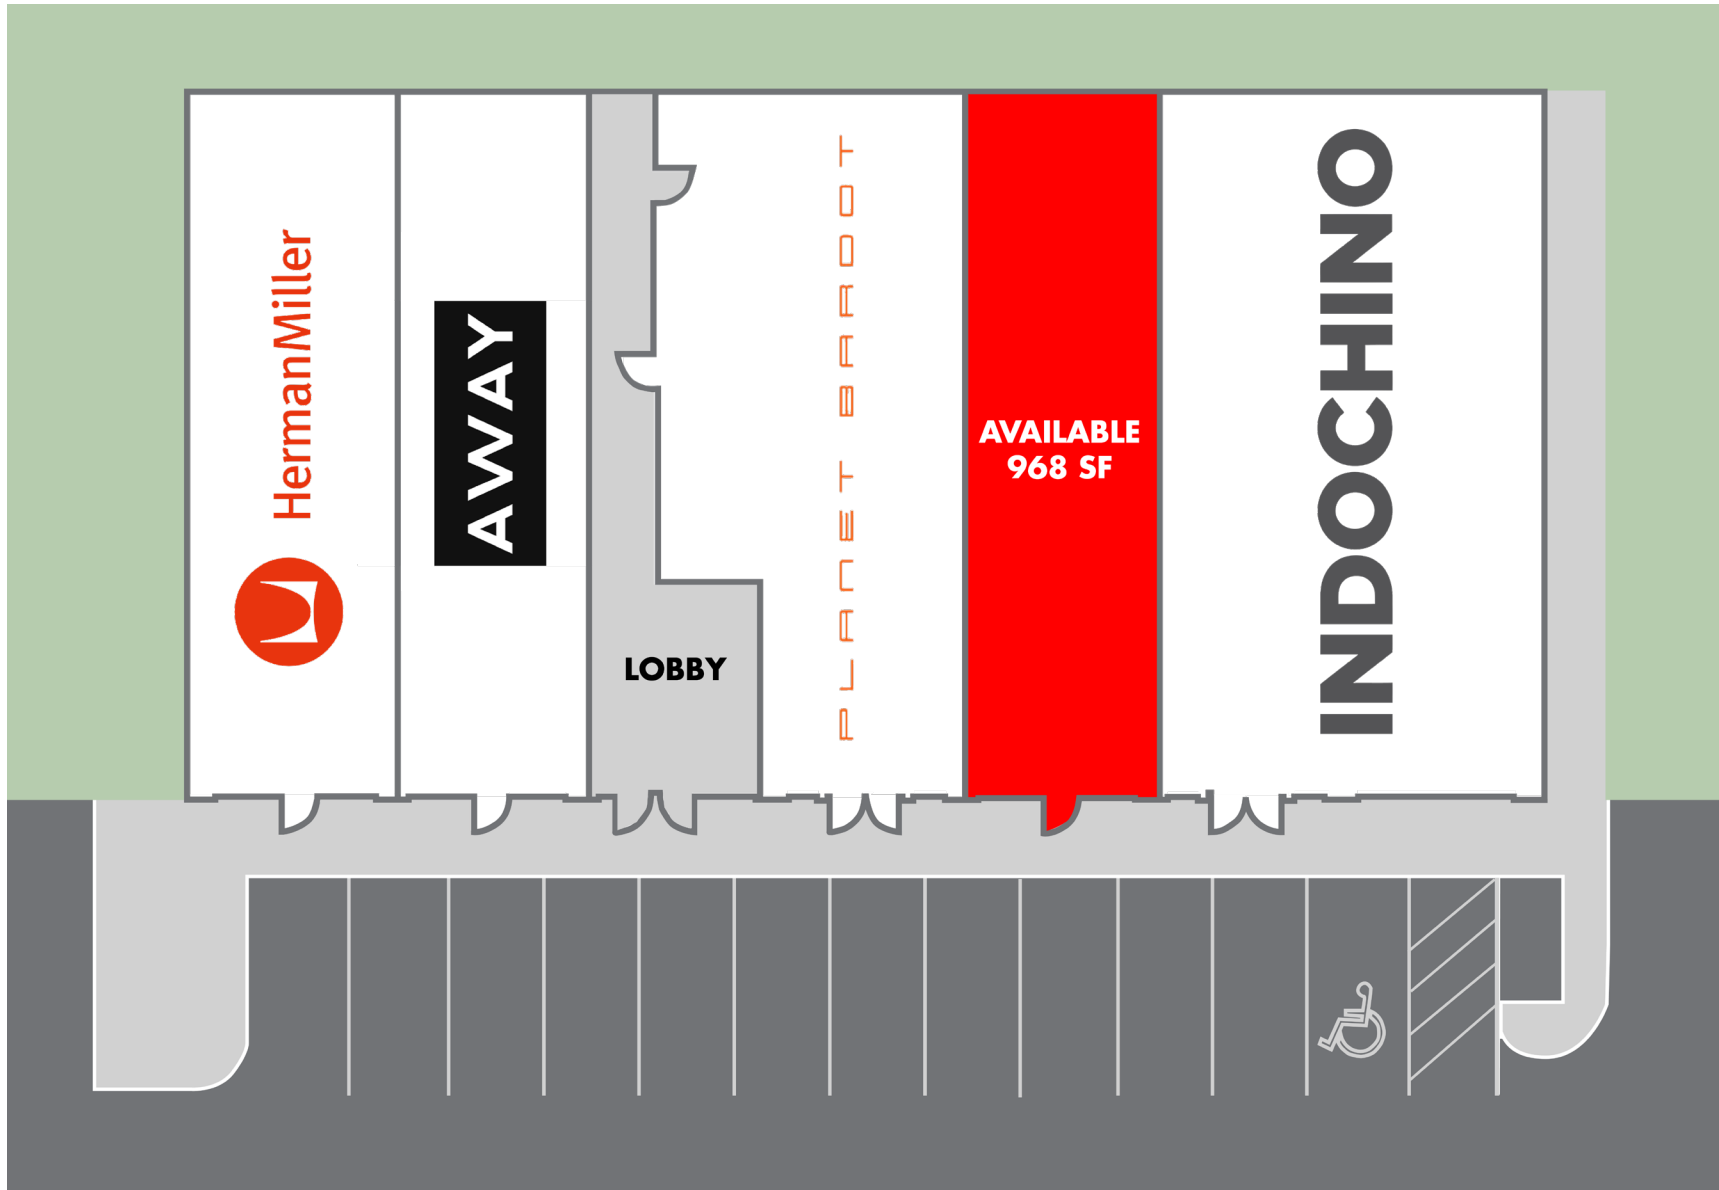 HermanMiller
AWAY
LOBBY
PLANET BARDOT
AVAILABLE
968 SF
INDOCHINO